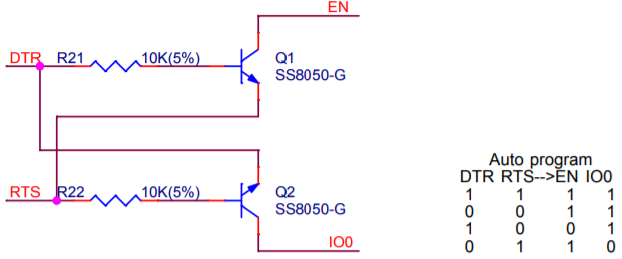 EN
DTR R21 10K(5%) Q1
SS8050-G
RTS R22 10K(5%) Q2
SS8050-G
IO0
Auto program
DTR RTS-->EN IO0
1 1 1 1
0 0 1 1
1 0 0 1
0 1 1 0